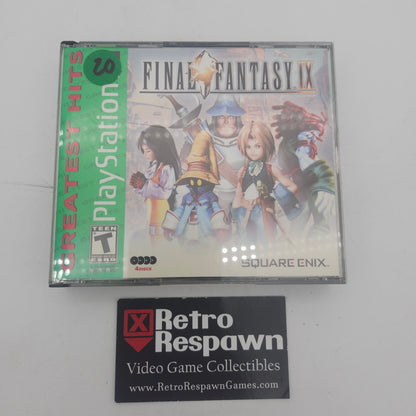 GREATEST HITS
PlayStation
20
FINAL FANTASY IX
TEEN
T
ESRB
4 DISCS
SQUARE ENIX
Retro
Respawn
Video Game Collectibles
www.RetroRespawnGames.com